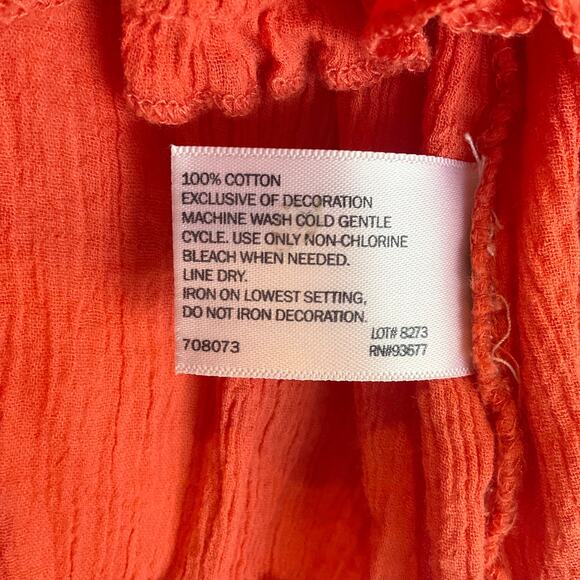 100% COTTON
EXCLUSIVE OF DECORATION
MACHINE WASH COLD GENTLE
CYCLE. USE ONLY NON-CHLORINE
BLEACH WHEN NEEDED.
LINE DRY.
IRON ON LOWEST SETTING,
DO NOT IRON DECORATION.
LOT# 8273
708073 RN#93677